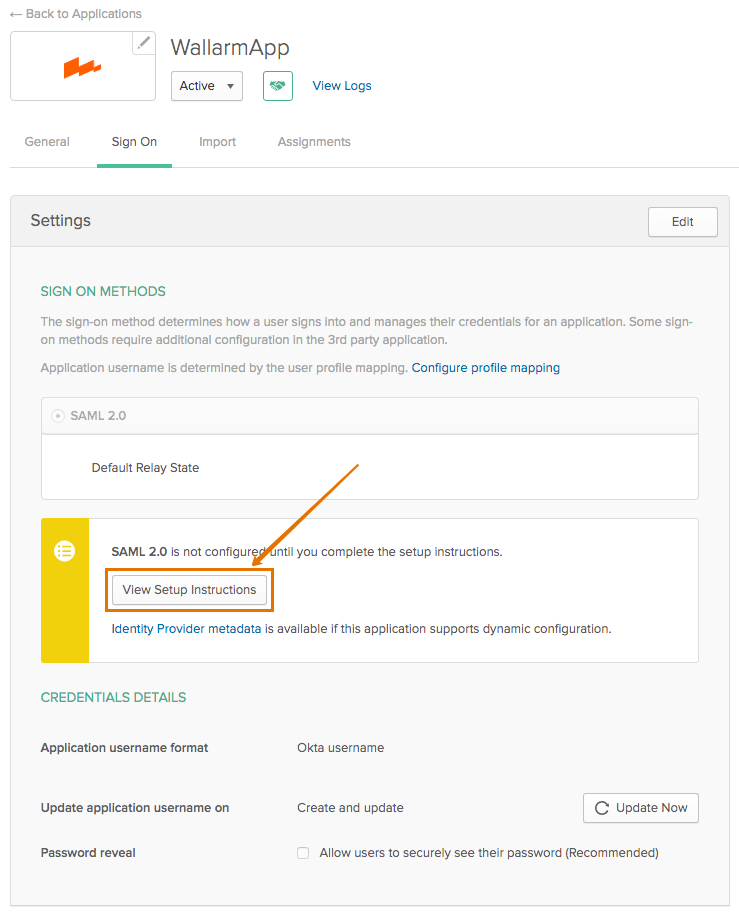 ← Back to Applications
WallarmApp
Active
View Logs
General
Sign On
Import
Assignments
Settings
Edit
SIGN ON METHODS
The sign-on method determines how a user signs into and manages their credentials for an application. Some sign-
on methods require additional configuration in the 3rd party application.
Application username is determined by the user profile mapping. Configure profile mapping
SAML 2.0
Default Relay State
SAML 2.0 is not configured until you complete the setup instructions.
View Setup Instructions
Identity Provider metadata is available if this application supports dynamic configuration.
CREDENTIALS DETAILS
Application username format
Okta username
Update application username on
Create and update
Update Now
Password reveal
Allow users to securely see their password (Recommended)